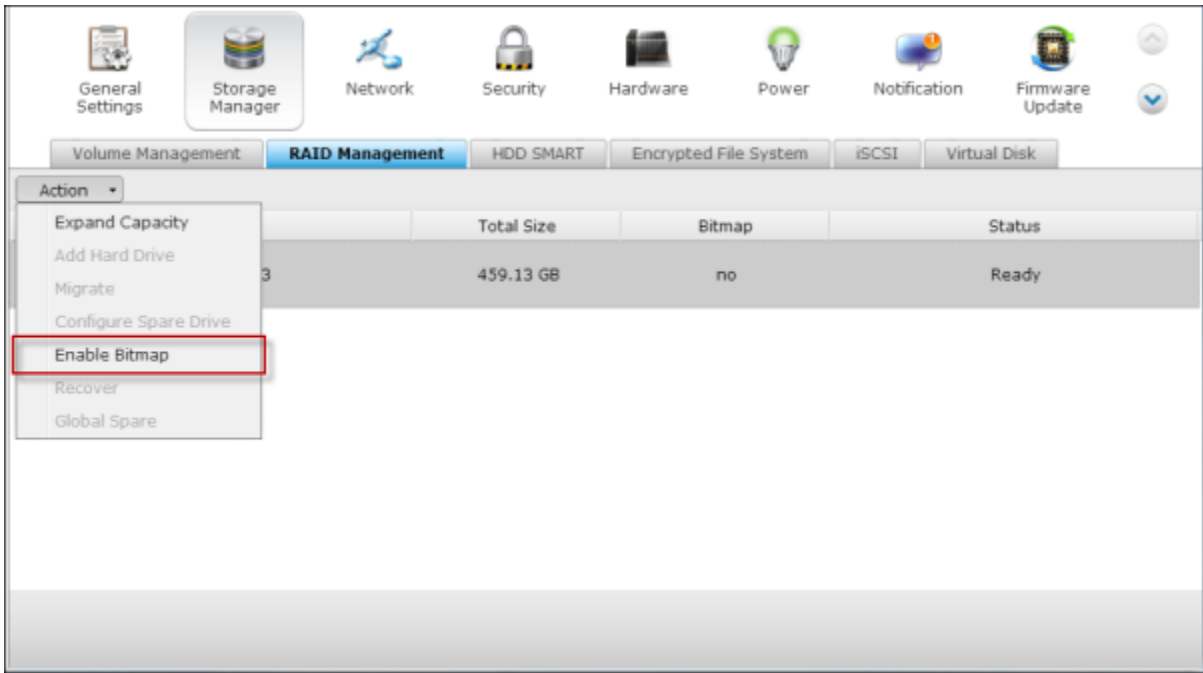 General Settings
Storage Manager
Network
Security
Hardware
Power
Notification
1
Firmware Update
Volume Management
RAID Management
HDD SMART
Encrypted File System
iSCSI
Virtual Disk
Action
Total Size
Bitmap
Status
Expand Capacity
Add Hard Drive
3
459.13 GB
no
Ready
Migrate
Configure Spare Drive
Enable Bitmap
Recover
Global Spare